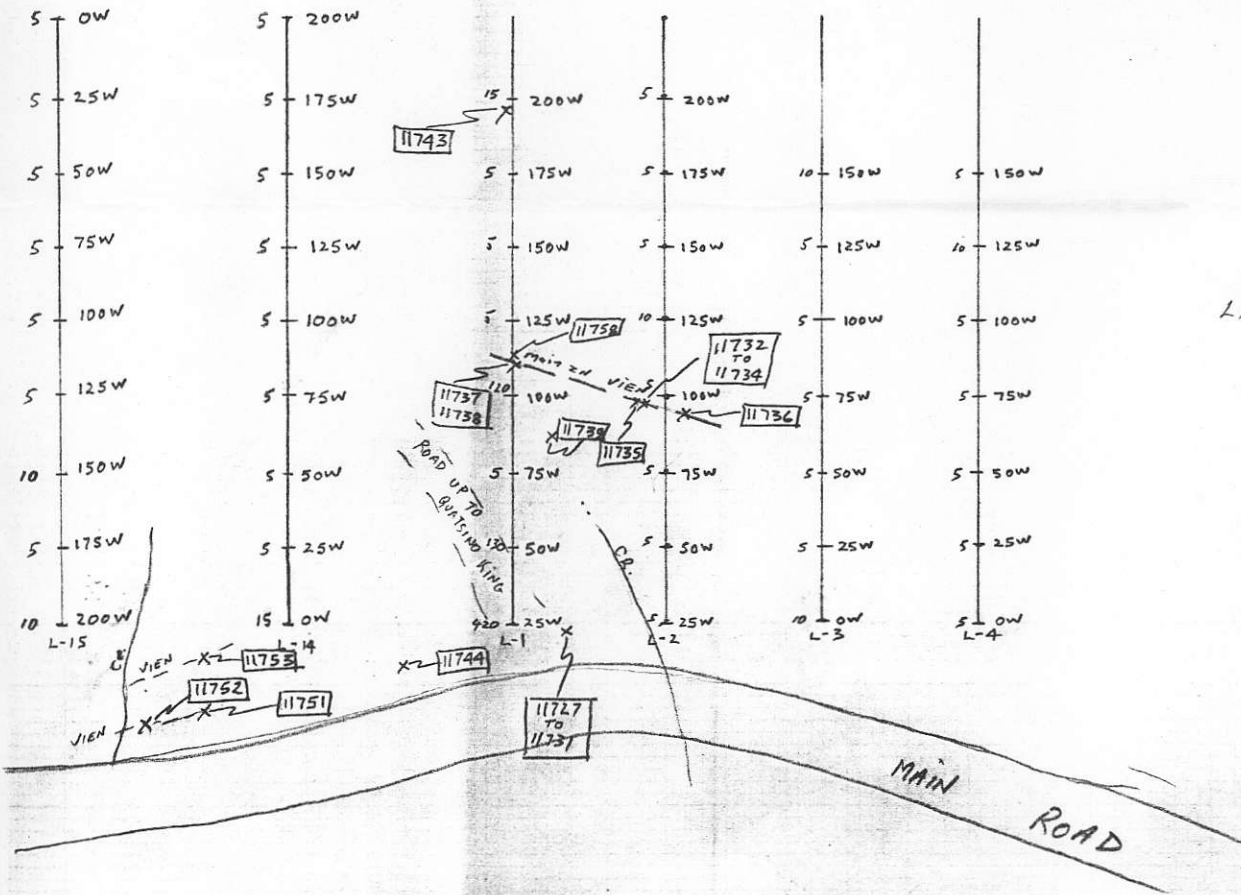 5 0W
5 25W
5 50W
5 75W
5 100W
5 125W
10 150W
5 175W
10 200W
L-15
5 200W
5 175W
5 150W
5 125W
5 100W
5 75W
5 50W
5 25W
15 0W
L-14
15 200W
5 175W
5 150W
5 125W
120 100W
5 75W
130 50W
420 25W
L-1
5 200W
5 175W
5 150W
10 125W
5 100W
5 75W
5 50W
5 25W
L-2
10 150W
5 125W
5 100W
5 75W
5 50W
5 25W
10 0W
L-3
5 150W
10 125W
5 100W
5 75W
5 50W
5 25W
5 0W
L-4
11743
11758
Main ZN VIEN
11732
TO
11734
11737
11738
11736
11739
11735
ROAD UP TO
QUATSINO KING
CR.
CR
VIEN
11753
11744
11752
11751
VIEN
11727
TO
11731
MAIN
ROAD